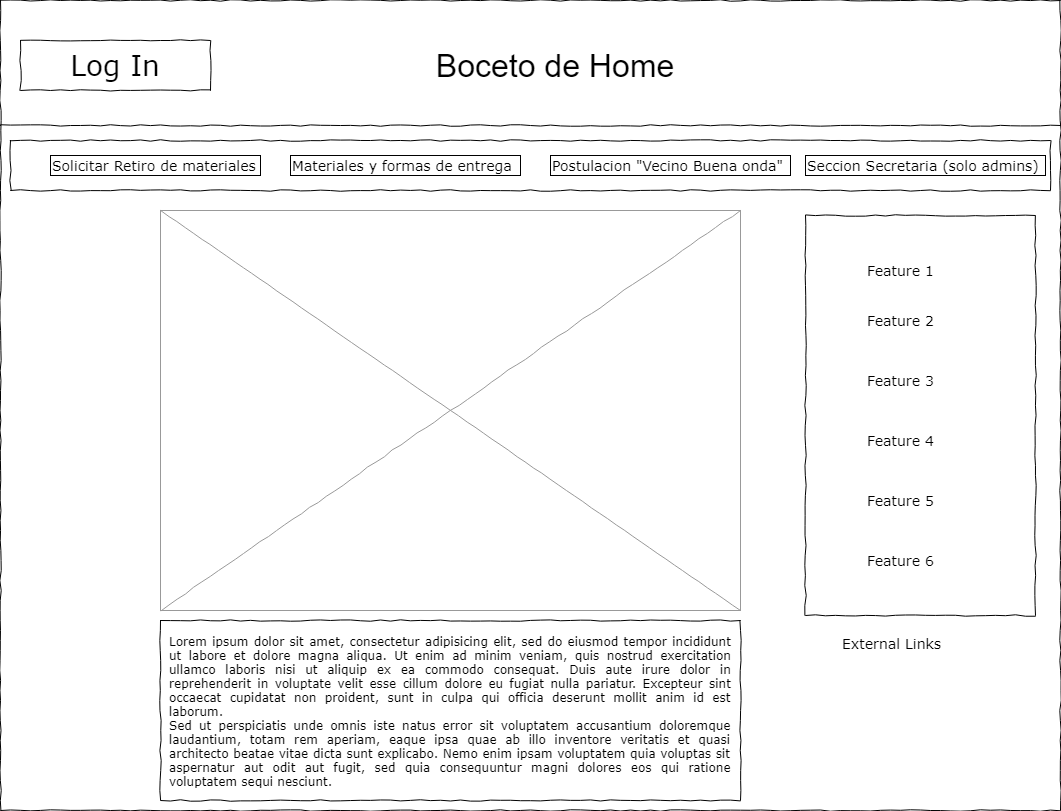 Log In
Boceto de Home
Solicitar Retiro de materiales
Materiales y formas de entrega
Postulacion "Vecino Buena onda"
Seccion Secretaria (solo admins)
Feature 1
Feature 2
Feature 3
Feature 4
Feature 5
Feature 6
External Links
Lorem ipsum dolor sit amet, consectetur adipisicing elit, sed do eiusmod tempor incididunt
ut labore et dolore magna aliqua. Ut enim ad minim veniam, quis nostrud exercitation
ullamco laboris nisi ut aliquip ex ea commodo consequat. Duis aute irure dolor in
reprehenderit in voluptate velit esse cillum dolore eu fugiat nulla pariatur. Excepteur sint
occaecat cupidatat non proident, sunt in culpa qui officia deserunt mollit anim id est
laborum.
Sed ut perspiciatis unde omnis iste natus error sit voluptatem accusantium doloremque
laudantium, totam rem aperiam, eaque ipsa quae ab illo inventore veritatis et quasi
architecto beatae vitae dicta sunt explicabo. Nemo enim ipsam voluptatem quia voluptas sit
aspernatur aut odit aut fugit, sed quia consequuntur magni dolores eos qui ratione
voluptatem sequi nesciunt.